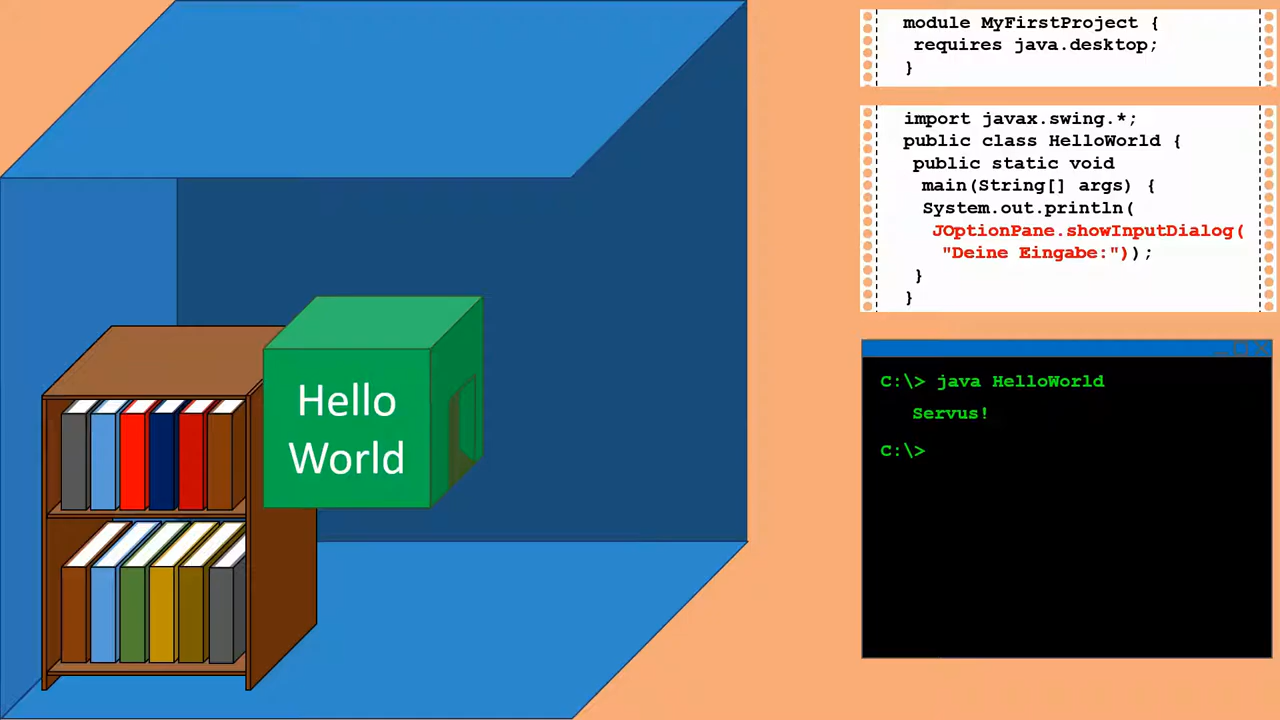 module MyFirstProject {
requires java.desktop;
}
import javax.swing.*;
public class HelloWorld {
public static void
main(String[] args) {
System.out.println(
JOptionPane.showInputDialog(
"Deine Eingabe:"));
}
}
Hello
World
C:\> java HelloWorld
Servus!
C:\>